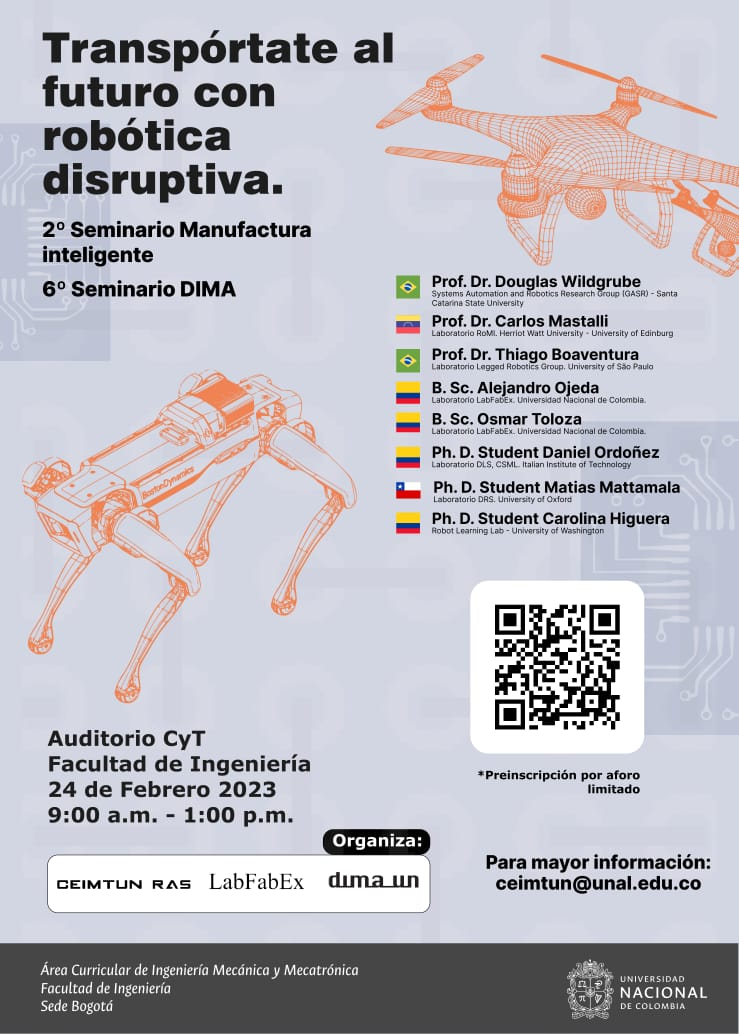 Transpórtate al
futuro con
robótica
disruptiva.
2º Seminario Manufactura
inteligente
6º Seminario DIMA
Prof. Dr. Douglas Wildgrube
Systems Automation and Robotics Research Group (GASR) - Santa
Catarina State University
Prof. Dr. Carlos Mastalli
Laboratorio RoMI. Herriot Watt University - University of Edinburg
Prof. Dr. Thiago Boaventura
Laboratorio Legged Robotics Group. University of São Paulo
B. Sc. Alejandro Ojeda
Laboratorio LabFabEx. Universidad Nacional de Colombia.
B. Sc. Osmar Toloza
Laboratorio LabFabEx. Universidad Nacional de Colombia.
Ph. D. Student Daniel Ordoñez
Laboratorio DLS, CSML. Italian Institute of Technology
Ph. D. Student Matias Mattamala
Laboratorio DRS. University of Oxford
Ph. D. Student Carolina Higuera
Robot Learning Lab - University of Washington
BostonDynamics
*Preinscripción por aforo
limitado
Auditorio CyT
Facultad de Ingeniería
24 de Febrero 2023
9:00 a.m. - 1:00 p.m.
Organiza:
CEIMTUN RAS LabFabEx dima_un
Para mayor información:
ceimtun@unal.edu.co
Área Curricular de Ingeniería Mecánica y Mecatrónica
Facultad de Ingeniería
Sede Bogotá
UNIVERSIDAD
NACIONAL
DE COLOMBIA